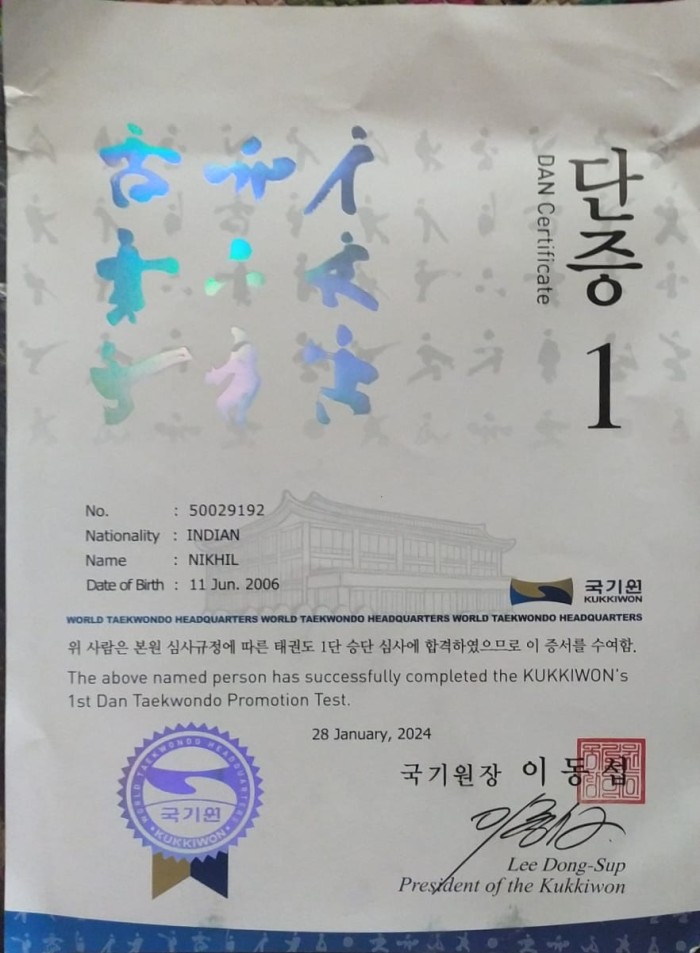 단증
DAN Certificate
1
No. : 50029192
Nationality : INDIAN
Name : NIKHIL
Date of Birth : 11 Jun. 2006
국기원
KUKKIWON
WORLD TAEKWONDO HEADQUARTERS WORLD TAEKWONDO HEADQUARTERS WORLD TAEKWONDO HEADQUARTERS
위 사람은 본원 심사규정에 따른 태권도 1단 승단 심사에 합격하였으므로 이 증서를 수여함.
The above named person has successfully completed the KUKKIWON's
1st Dan Taekwondo Promotion Test.
28 January, 2024
국기원장 이동섭
WORLD TAEKWONDO HEADQUARTERS
국기원
KUKKIWON
Lee Dong-Sup
President of the Kukkiwon